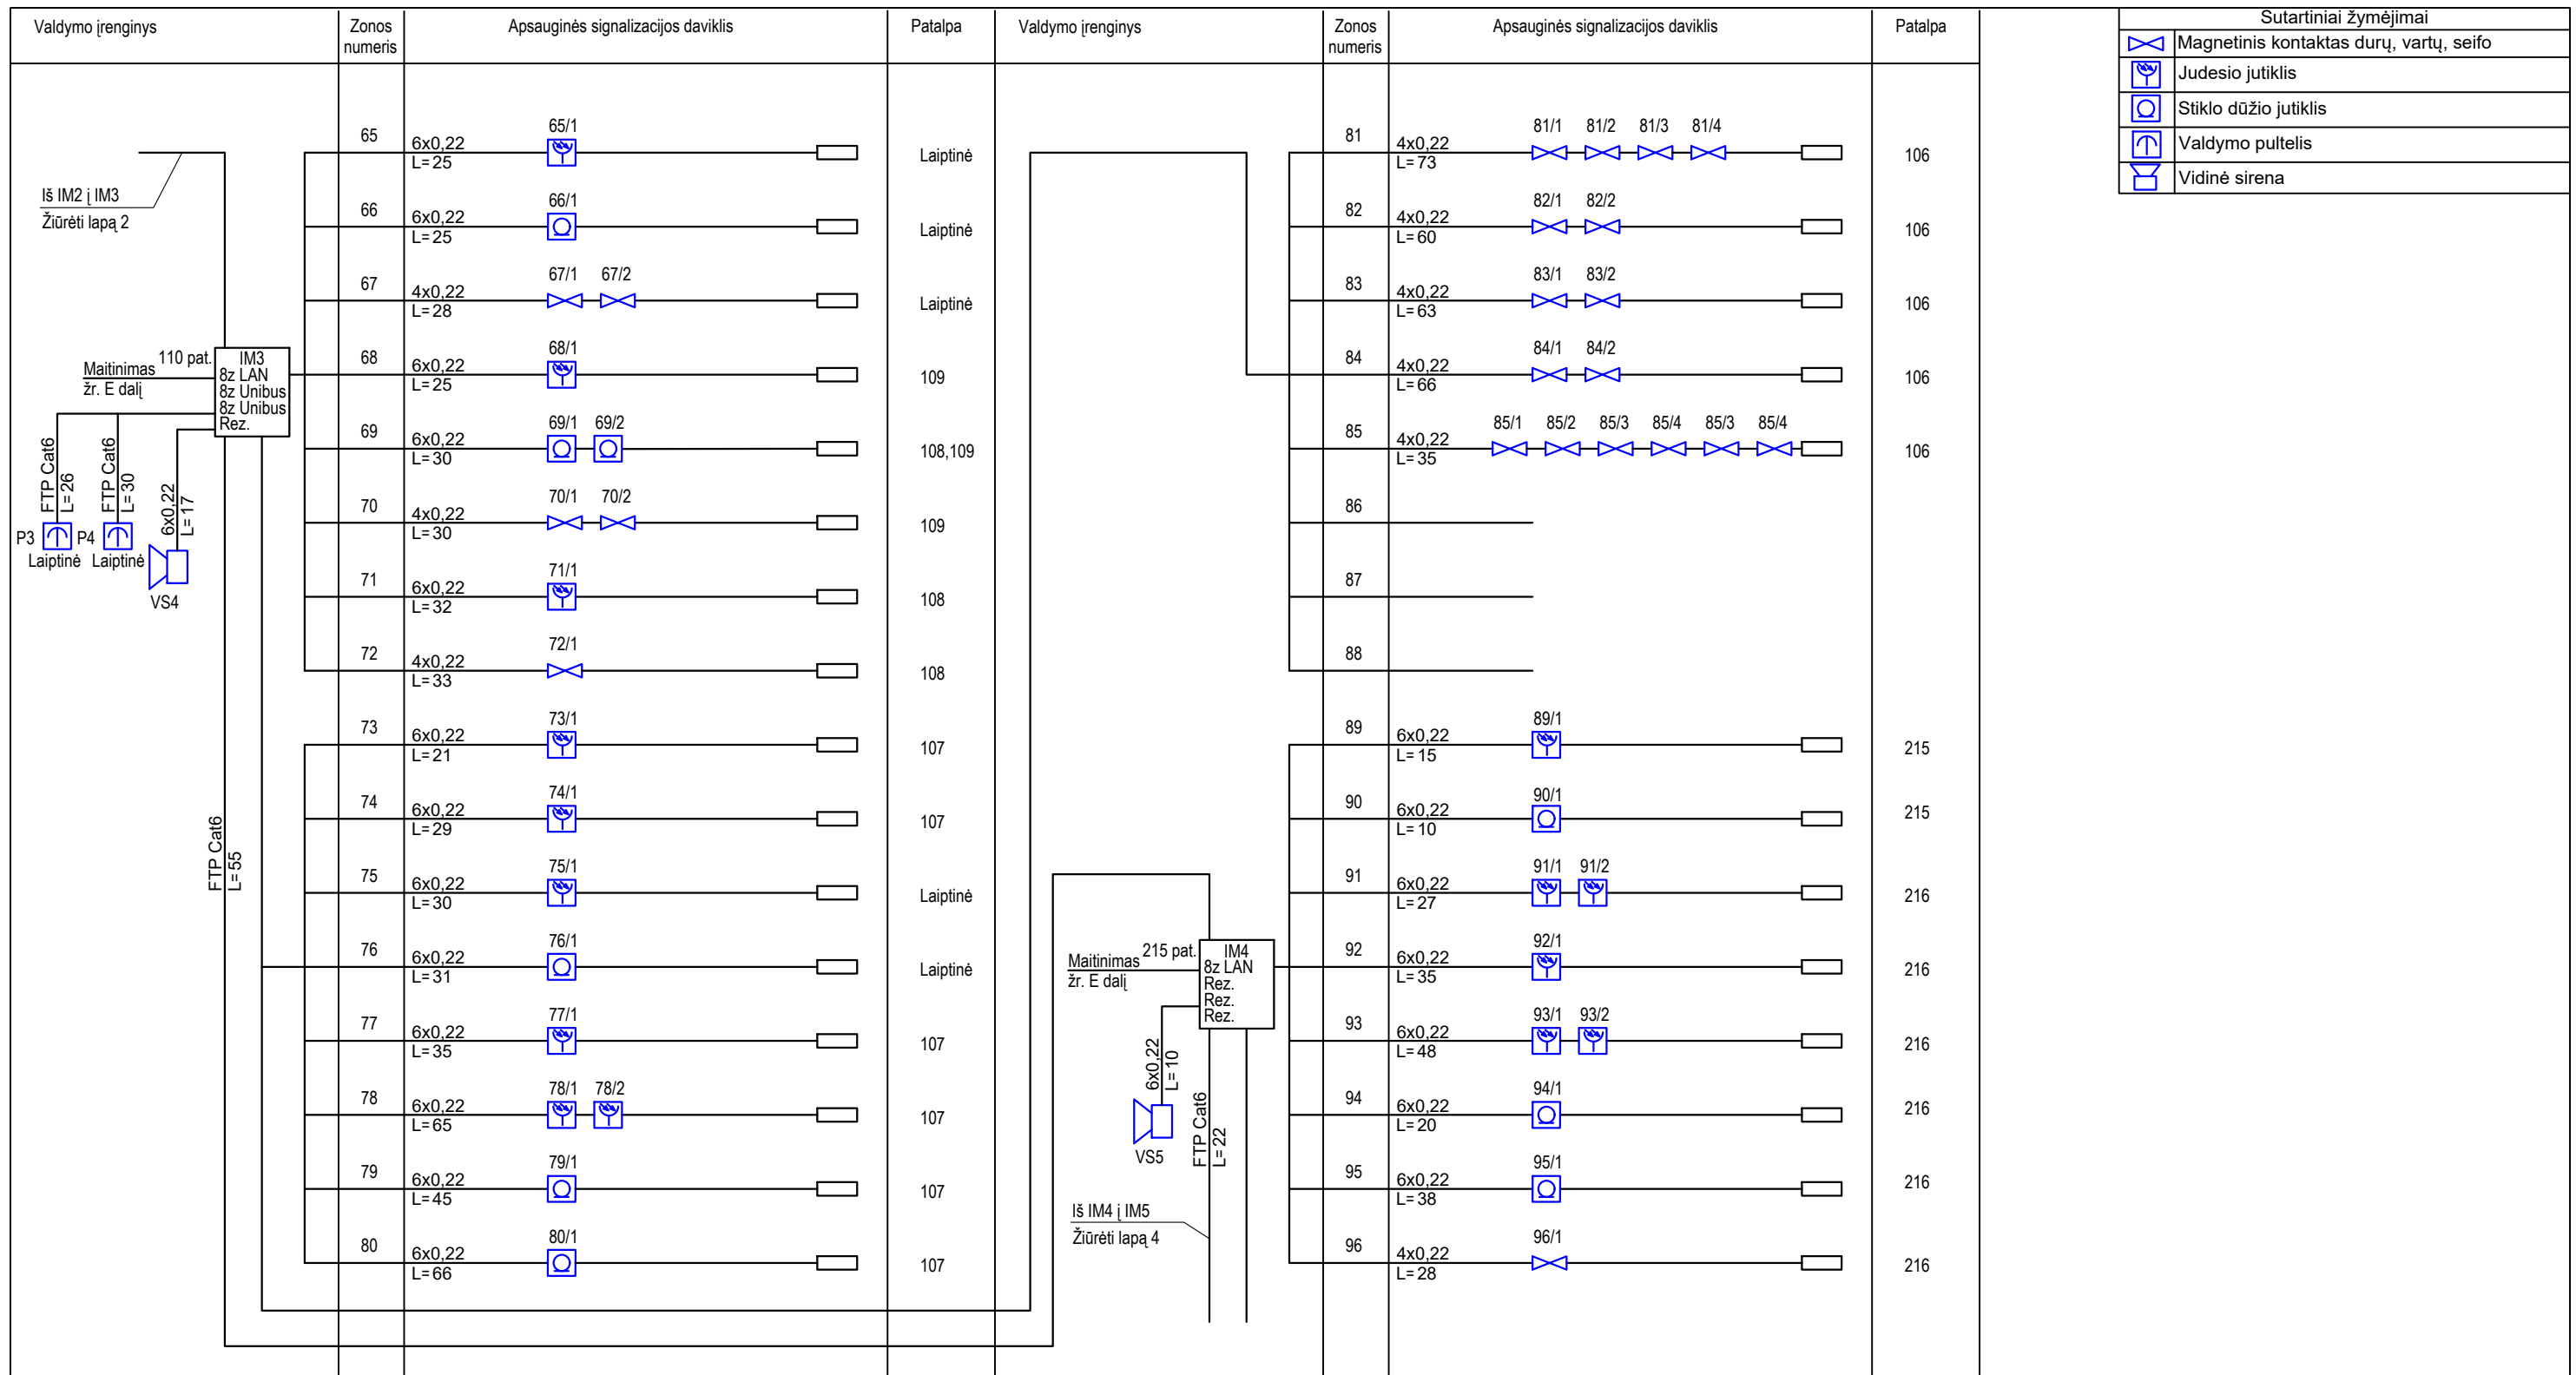 Valdymo įrenginys
Zonos
numeris
Apsauginės signalizacijos daviklis
Patalpa
Valdymo įrenginys
Zonos
numeris
Apsauginės signalizacijos daviklis
Patalpa
Sutartiniai žymėjimai
Magnetinis kontaktas durų, vartų, seifo
Judesio jutiklis
Stiklo dūžio jutiklis
Valdymo pultelis
Vidinė sirena
Iš IM2 į IM3
Žiūrėti lapą 2
110 pat.
Maitinimas
žr. E dalį
IM3
8z LAN
8z Unibus
8z Unibus
Rez.
FTP Cat6
L=26
FTP Cat6
L=30
6x0,22
L=17
P3
P4
Laiptinė
Laiptinė
VS4
FTP Cat6
L=55
65
6x0,22
L=25
65/1
Laiptinė
66
6x0,22
L=25
66/1
Laiptinė
67
4x0,22
L=28
67/1 67/2
Laiptinė
68
6x0,22
L=25
68/1
109
69
6x0,22
L=30
69/1 69/2
108,109
70
4x0,22
L=30
70/1 70/2
109
71
6x0,22
L=32
71/1
108
72
4x0,22
L=33
72/1
108
73
6x0,22
L=21
73/1
107
74
6x0,22
L=29
74/1
107
75
6x0,22
L=30
75/1
Laiptinė
76
6x0,22
L=31
76/1
Laiptinė
77
6x0,22
L=35
77/1
107
78
6x0,22
L=65
78/1 78/2
107
79
6x0,22
L=45
79/1
107
80
6x0,22
L=66
80/1
107
81
4x0,22
L=73
81/1 81/2 81/3 81/4
106
82
4x0,22
L=60
82/1 82/2
106
83
4x0,22
L=63
83/1 83/2
106
84
4x0,22
L=66
84/1 84/2
106
85
4x0,22
L=35
85/1 85/2 85/3 85/4 85/3 85/4
106
86
87
88
215 pat.
Maitinimas
žr. E dalį
IM4
8z LAN
Rez.
Rez.
Rez.
6x0,22
L=10
VS5
FTP Cat6
L=22
Iš IM4 į IM5
Žiūrėti lapą 4
89
6x0,22
L=15
89/1
215
90
6x0,22
L=10
90/1
215
91
6x0,22
L=27
91/1 91/2
216
92
6x0,22
L=35
92/1
216
93
6x0,22
L=48
93/1 93/2
216
94
6x0,22
L=20
94/1
216
95
6x0,22
L=38
95/1
216
96
4x0,22
L=28
96/1
216